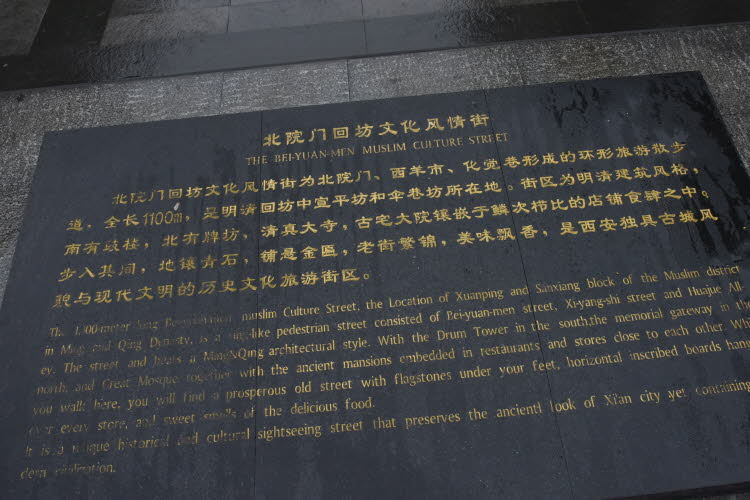 北院门回坊文化风情街
THE BEI-YUAN-MEN MUSLIM CULTURE STREET
北院门回坊文化风情街为北院门、西羊市、化觉巷形成的环形旅游散步
道，全长1100m，是明清回坊中宣平坊和伞巷坊所在地。街区为明清建筑风格，
南有鼓楼，北有牌坊，清真大寺，古宅大院镶嵌于鳞次栉比的店铺食肆之中。
步入其间，地镶青石，铺悬金匾，老街繁锦，美味飘香，是西安独具古城风
貌与现代文明的历史文化旅游街区。
The 1,100-meter long Bei-yuan-men muslim Culture Street, the Location of Xuanping and Sanxiang block of the Muslim district
in Ming and Qing Dynasty, is a ring-like pedestrian street consisted of Bei-yuan-men street, Xi-yang-shi street and Huajue All-
ey. The street and bears a Ming&Qing architectural style. With the Drum Tower in the south,the memorial gateway in the
north, and Great Mosque, together with the ancient mansions embedded in restaurants and stores close to each other. Whi
you walk here, you will find a prosperous old street with flagstones under your feet, horizontal inscribed boards hang
over every store, and sweet smells of the delicious food.
It is a unique historical and cultural sightseeing street that preserves the ancient look of Xi'an city yet containing
dern civilization.